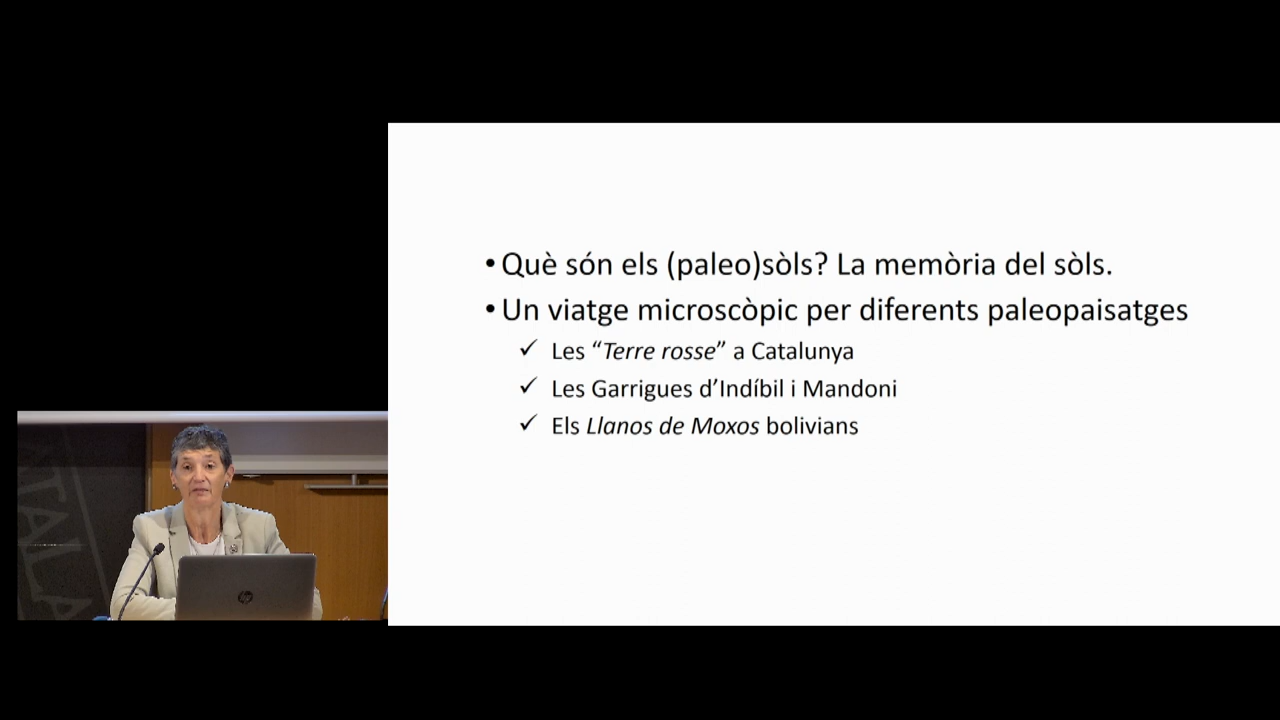 • Què són els (paleo)sòls? La memòria del sòls.
• Un viatge microscòpic per diferents paleopaisatges
✓ Les “Terre rosse” a Catalunya
✓ Les Garrigues d’Indíbil i Mandoni
✓ Els Llanos de Moxos bolivians
hp